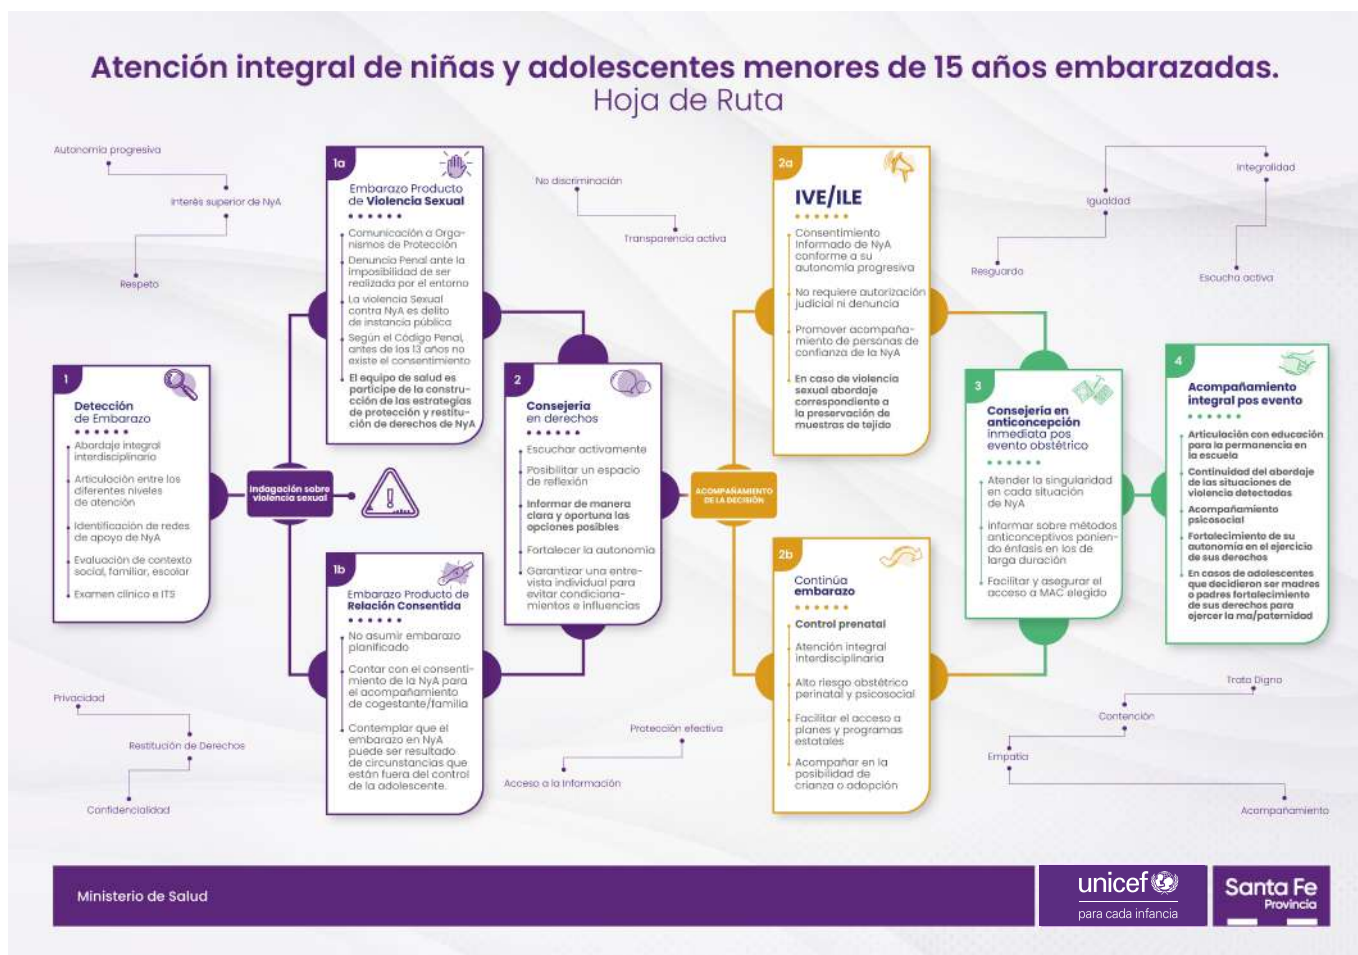 Atención integral de niñas y adolescentes menores de 15 años embarazadas.
Hoja de Ruta
Autonomía progresiva
Interés superior de NyA
Respeto
No discriminación
Transparencia activa
Igualdad
Integralidad
Resguardo
Escucha activa
1
Detección
de Embarazo
Abordaje integral
interdisciplinario
Articulación entre los
diferentes niveles
de atención
Identificación de redes
de apoyo de NyA
Evaluación de contexto
social, familiar, escolar
Examen clínico e ITS
Indagación sobre
violencia sexual
!
1a
Embarazo Producto
de Violencia Sexual
Comunicación a Orga-
nismos de Protección
Denuncia Penal ante la
imposibilidad de ser
realizada por el entorno
La violencia Sexual
contra NyA es delito
de instancia pública
Según el Código Penal,
antes de los 13 años no
existe el consentimiento
El equipo de salud es
partícipe de la constru-
cción de las estrategias
de protección y restitu-
ción de derechos de NyA
1b
Embarazo Producto de
Relación Consentida
No asumir embarazo
planificado
Contar con el consenti-
miento de la NyA para
el acompañamiento
de cogestante/familia
Contemplar que el
embarazo en NyA
puede ser resultado
de circunstancias que
están fuera del control
de la adolescente.
2
Consejería
en derechos
Escuchar activamente
Posibilitar un espacio
de reflexión
Informar de manera
clara y oportuna las
opciones posibles
Fortalecer la autonomía
Garantizar una entre-
vista individual para
evitar condiciona-
mientos e influencias
ACOMPAÑAMIENTO
DE LA DECISIÓN
2a
IVE/ILE
Consentimiento
Informado de NyA
conforme a su
autonomía progresiva
No requiere autorización
judicial ni denuncia
Promover acompaña-
miento de personas de
confianza de la NyA
En caso de violencia
sexual abordaje
correspondiente a
la preservación de
muestras de tejido
2b
Continúa
embarazo
Control prenatal
Atención integral
interdisciplinaria
Alto riesgo obstétrico
perinatal y psicosocial
Facilitar el acceso a
planes y programas
estatales
Acompañar en la
posibilidad de
crianza o adopción
3
Consejería en
anticoncepción
inmediata pos
evento obstétrico
Atender la singularidad
en cada situación
de NyA
informar sobre métodos
anticonceptivos ponien-
do énfasis en los de
larga duración
Facilitar y asegurar el
acceso a MAC elegido
4
Acompañamiento
integral pos evento
Articulación con educación
para la permanencia en
la escuela
Continuidad del abordaje
de las situaciones de
violencia detectadas
Acompañamiento
psicosocial
Fortalecimiento de su
autonomía en el ejercicio
de sus derechos
En casos de adolescentes
que decidieron ser madres
o padres fortalecimiento
de sus derechos para
ejercer la ma/paternidad
Privacidad
Restitución de Derechos
Confidencialidad
Protección efectiva
Acceso a la Información
Trato Digno
Contención
Empatía
Acompañamiento
Ministerio de Salud
unicef
para cada infancia
Santa Fe
Provincia